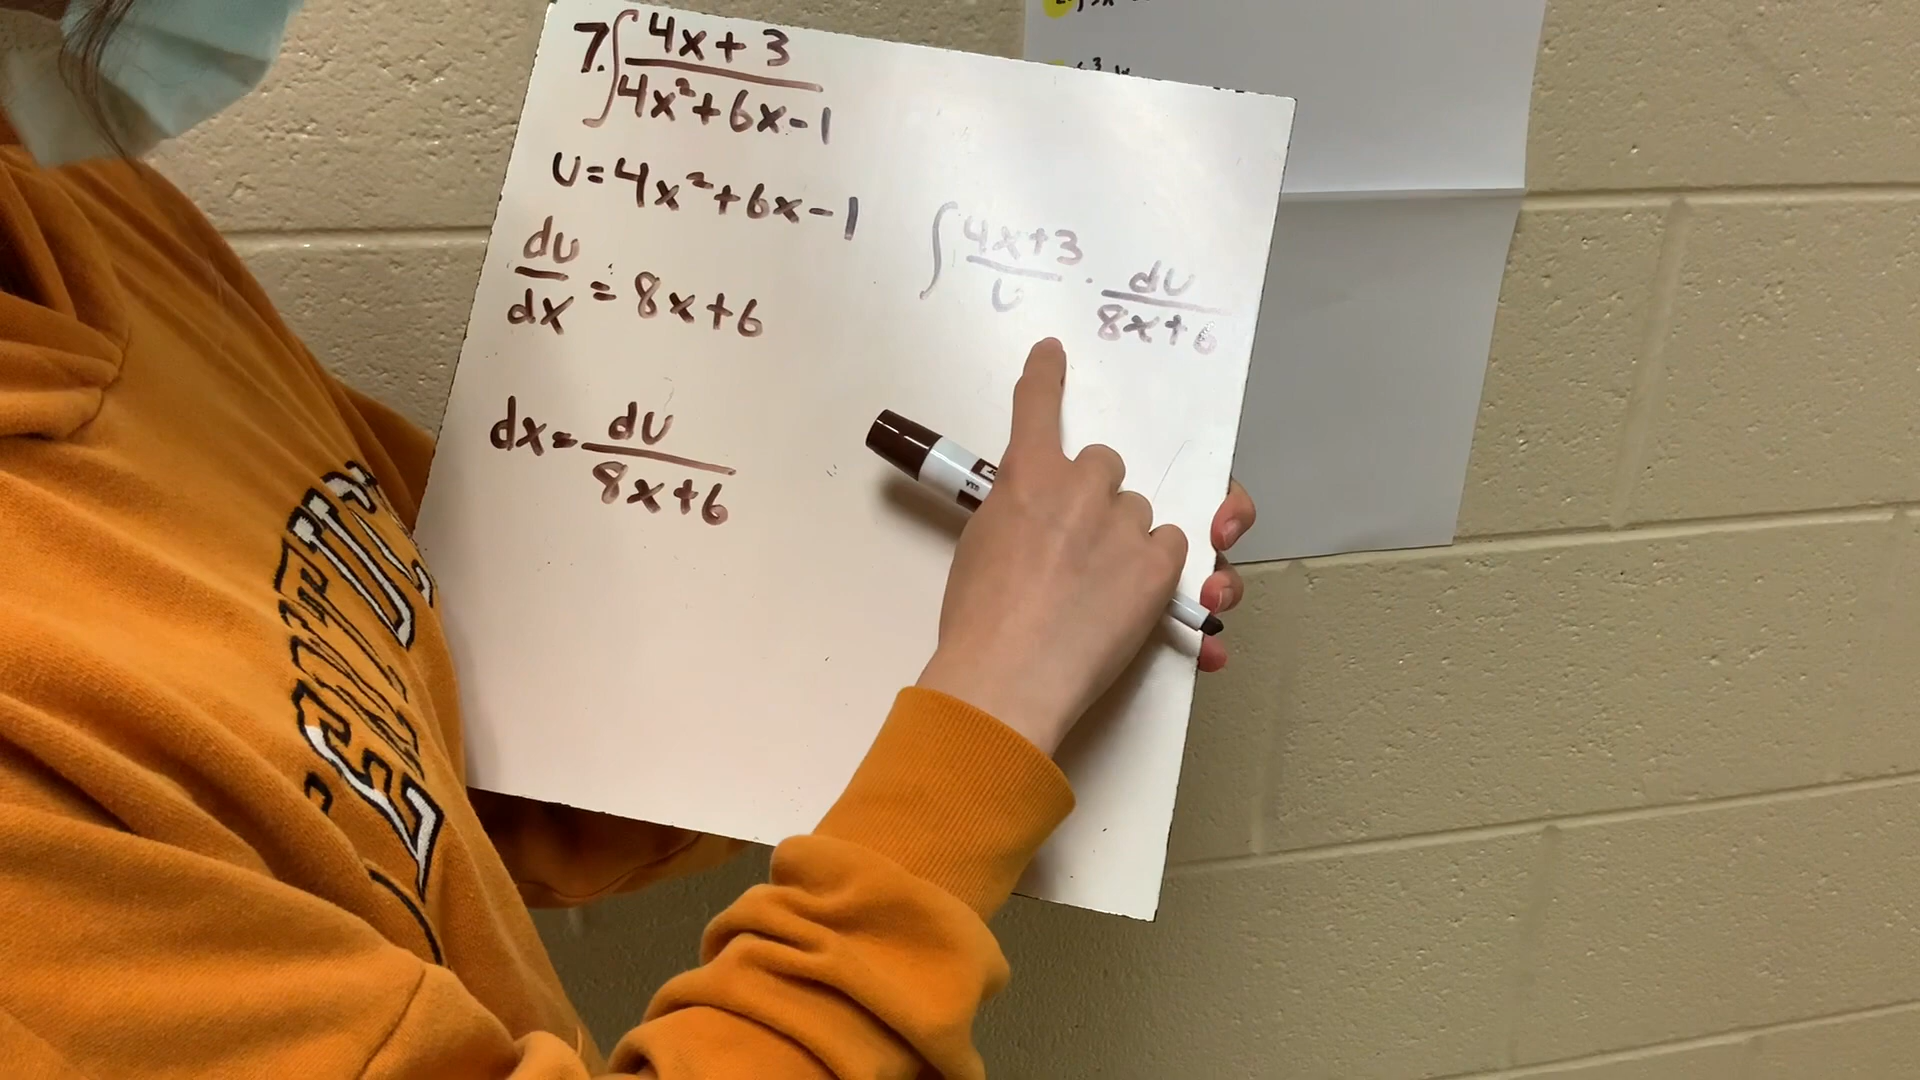 7. ∫ 4x+3
4x²+6x-1
U=4x²+6x-1
du
dx = 8x+6
dx = du
8x+6
∫ 4x+3 / U · du / 8x+6